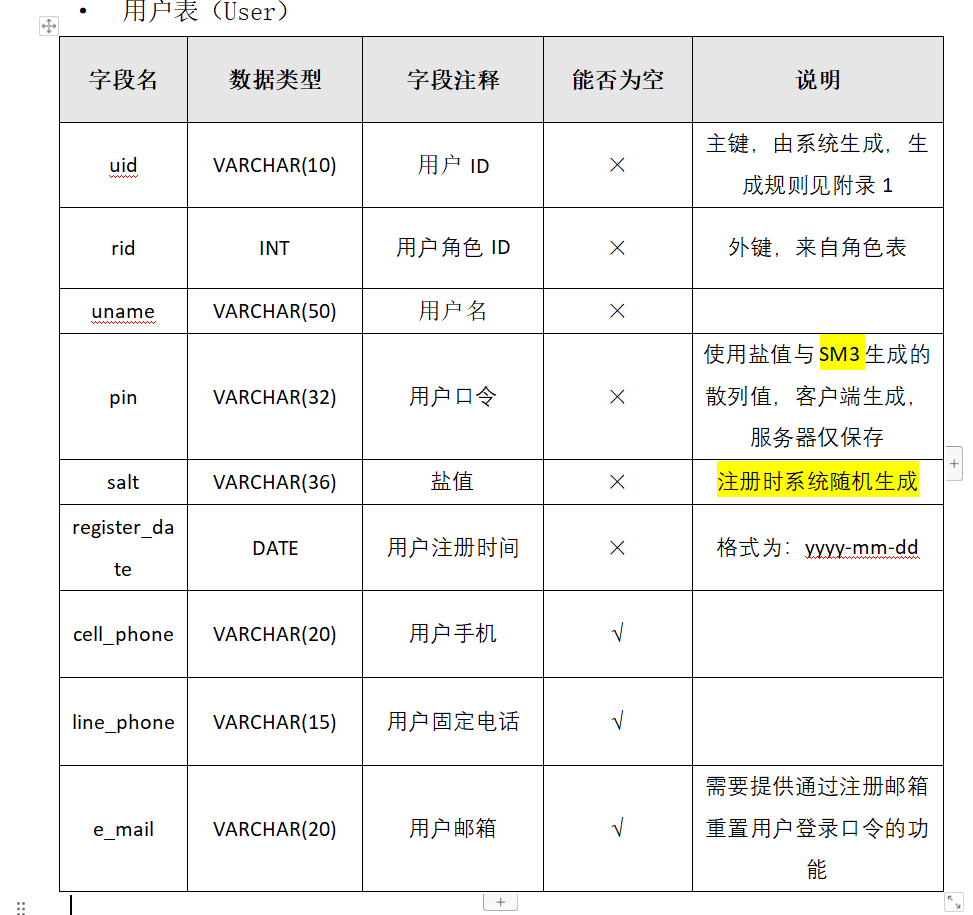 • 用户表（User）
字段名 数据类型 字段注释 能否为空 说明
uid VARCHAR(10) 用户 ID × 主键，由系统生成，生
成规则见附录 1
rid INT 用户角色 ID × 外键，来自角色表
uname VARCHAR(50) 用户名 ×
pin VARCHAR(32) 用户口令 × 使用盐值与 SM3 生成的
散列值，客户端生成，
服务器仅保存
salt VARCHAR(36) 盐值 × 注册时系统随机生成
register_da
te DATE 用户注册时间 × 格式为：yyyy-mm-dd
cell_phone VARCHAR(20) 用户手机 √
line_phone VARCHAR(15) 用户固定电话 √
e_mail VARCHAR(20) 用户邮箱 √ 需要提供通过注册邮箱
重置用户登录口令的功
能